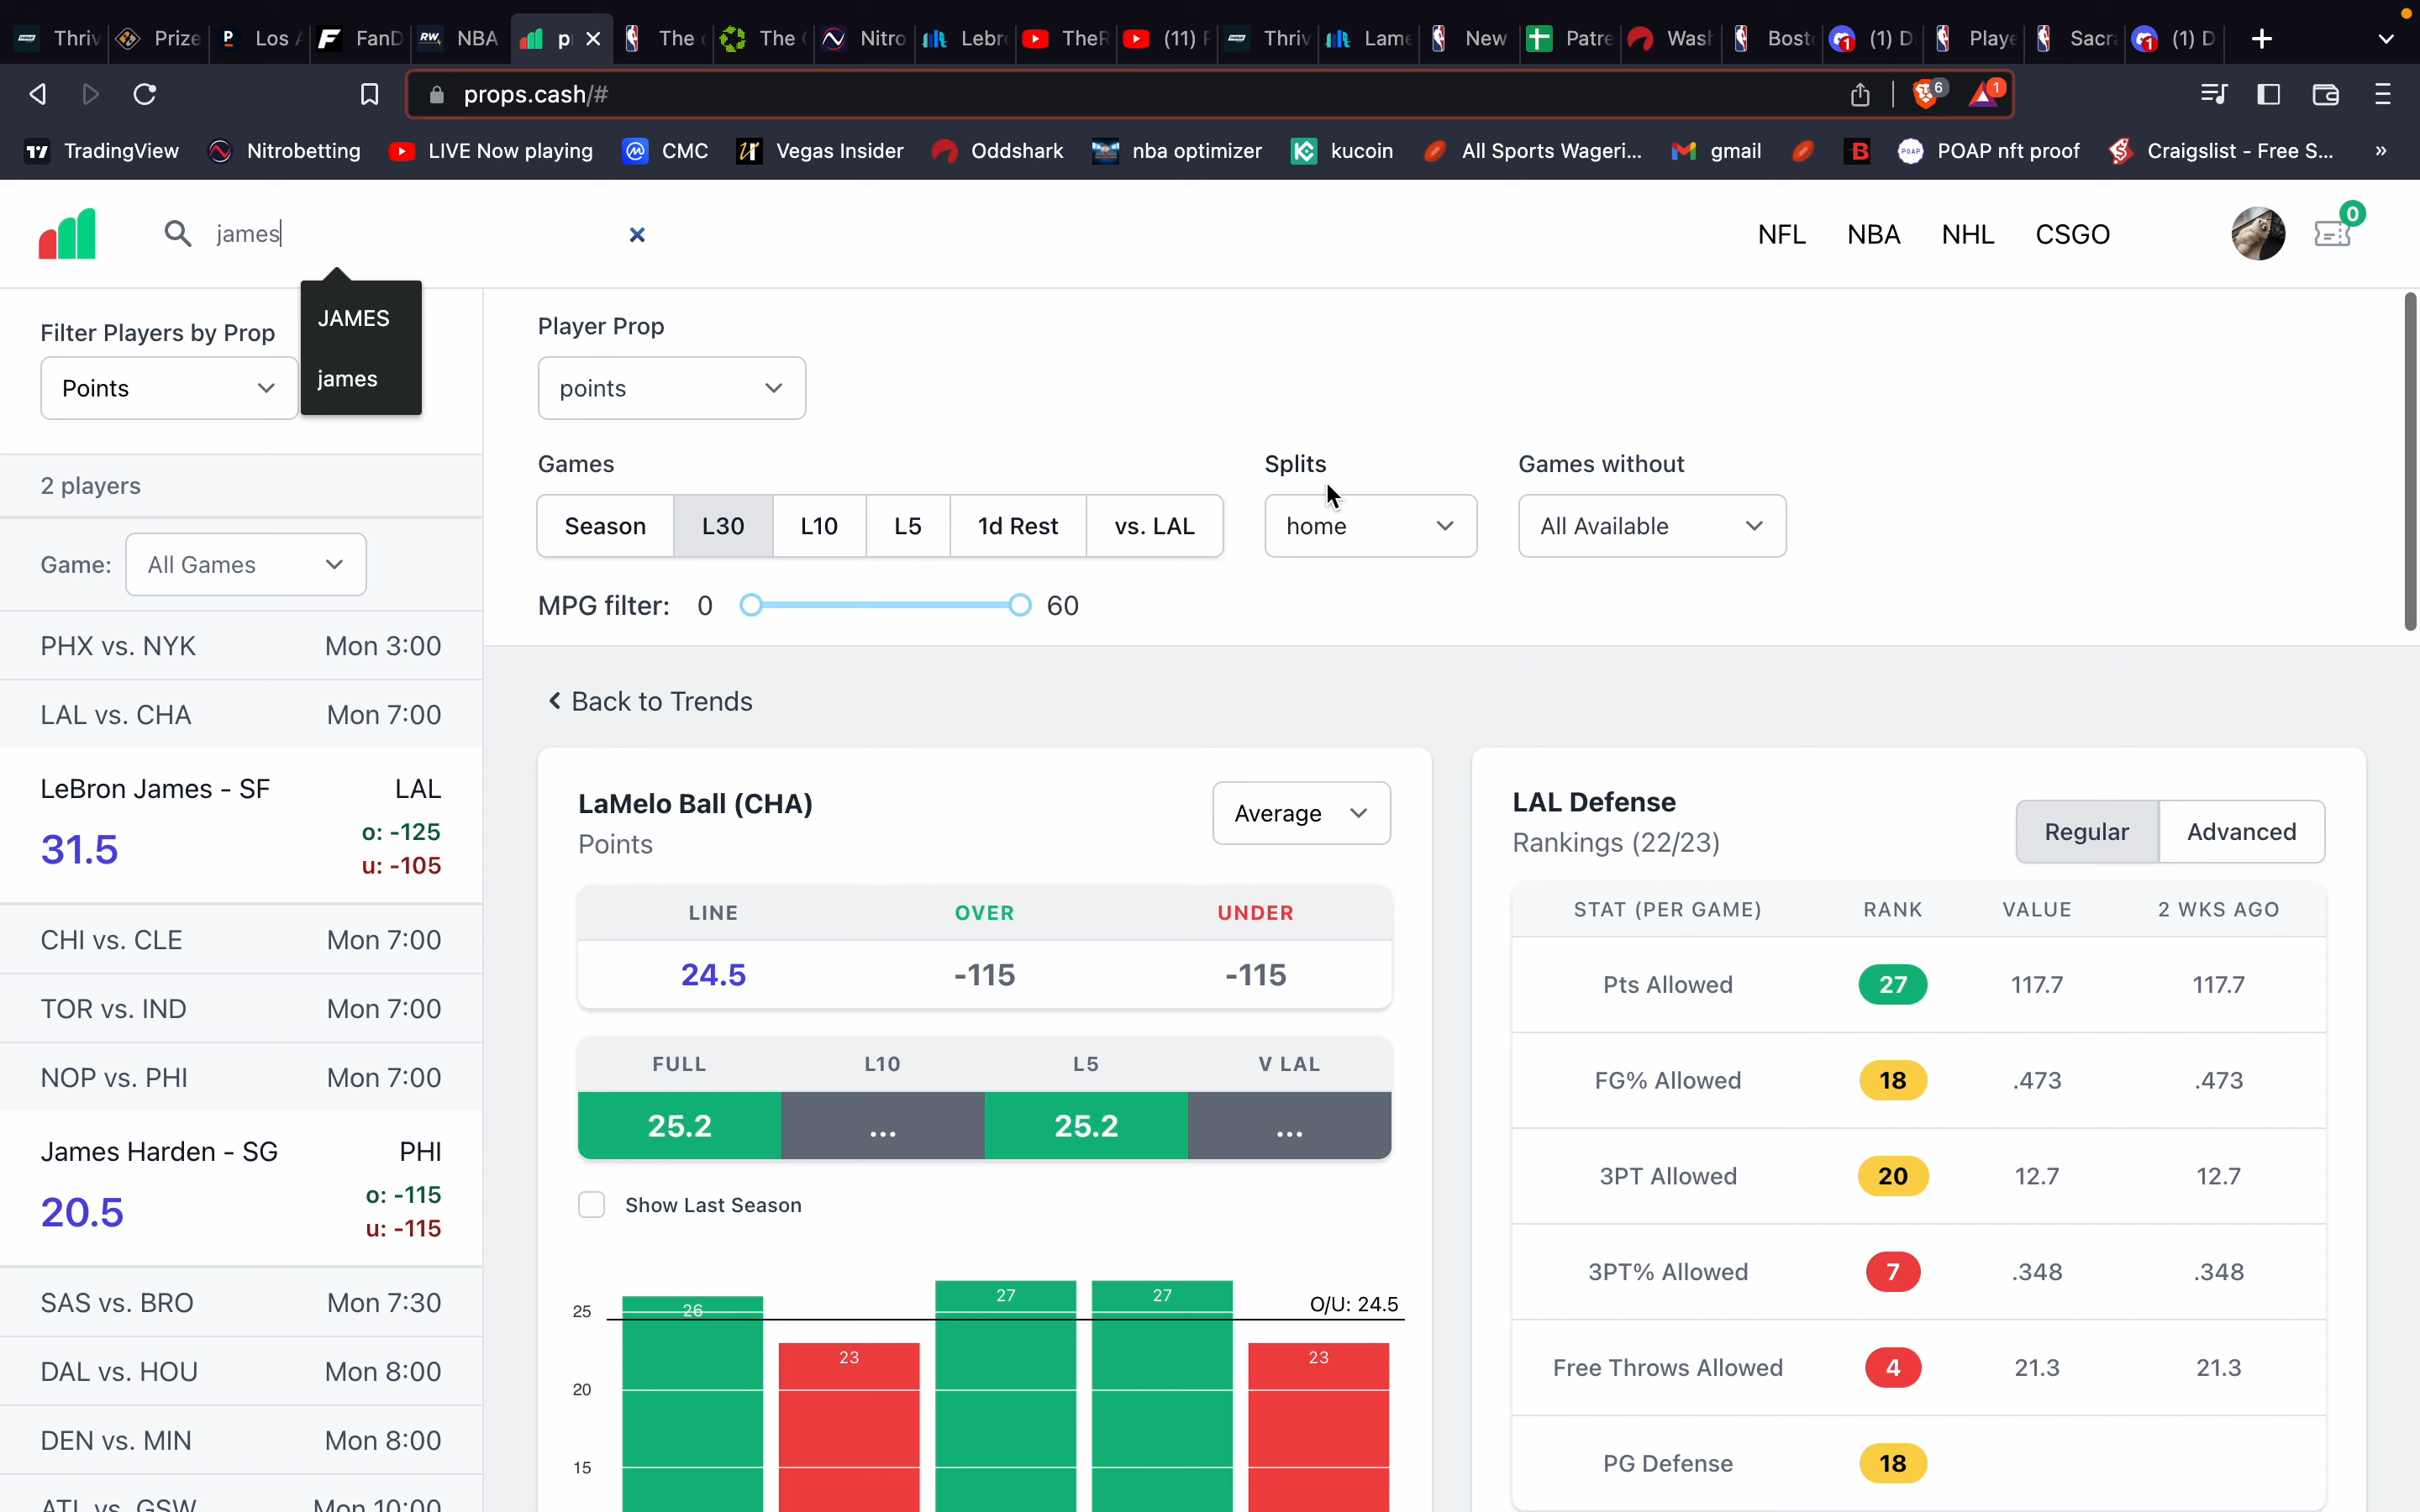 Thriv Prize Los FanD NBA p The The Nitro Lebr TheR (11) Thriv Lame New Patre Wash Bost (1) D Playe Sacr (1) D
props.cash/# 6 1
TradingView Nitrobetting LIVE Now playing CMC Vegas Insider Oddshark nba optimizer kucoin All Sports Wageri... gmail POAP nft proof Craigslist - Free S... »
james NFL NBA NHL CSGO 0
JAMES
james
Filter Players by Prop
Points
2 players
Game: All Games
PHX vs. NYK Mon 3:00
LAL vs. CHA Mon 7:00
LeBron James - SF LAL
31.5 o: -125
u: -105
CHI vs. CLE Mon 7:00
TOR vs. IND Mon 7:00
NOP vs. PHI Mon 7:00
James Harden - SG PHI
20.5 o: -115
u: -115
SAS vs. BRO Mon 7:30
DAL vs. HOU Mon 8:00
DEN vs. MIN Mon 8:00
ATL vs. GSW Mon 10:00
Player Prop
points
Games Splits Games without
Season L30 L10 L5 1d Rest vs. LAL home All Available
MPG filter: 0 60
Back to Trends
LaMelo Ball (CHA) Average
Points
LINE OVER UNDER
24.5 -115 -115
FULL L10 L5 V LAL
25.2 ... 25.2 ...
Show Last Season
O/U: 24.5
25 26 23 27 27 23
20
15
LAL Defense
Rankings (22/23) Regular Advanced
STAT (PER GAME) RANK VALUE 2 WKS AGO
Pts Allowed 27 117.7 117.7
FG% Allowed 18 .473 .473
3PT Allowed 20 12.7 12.7
3PT% Allowed 7 .348 .348
Free Throws Allowed 4 21.3 21.3
PG Defense 18